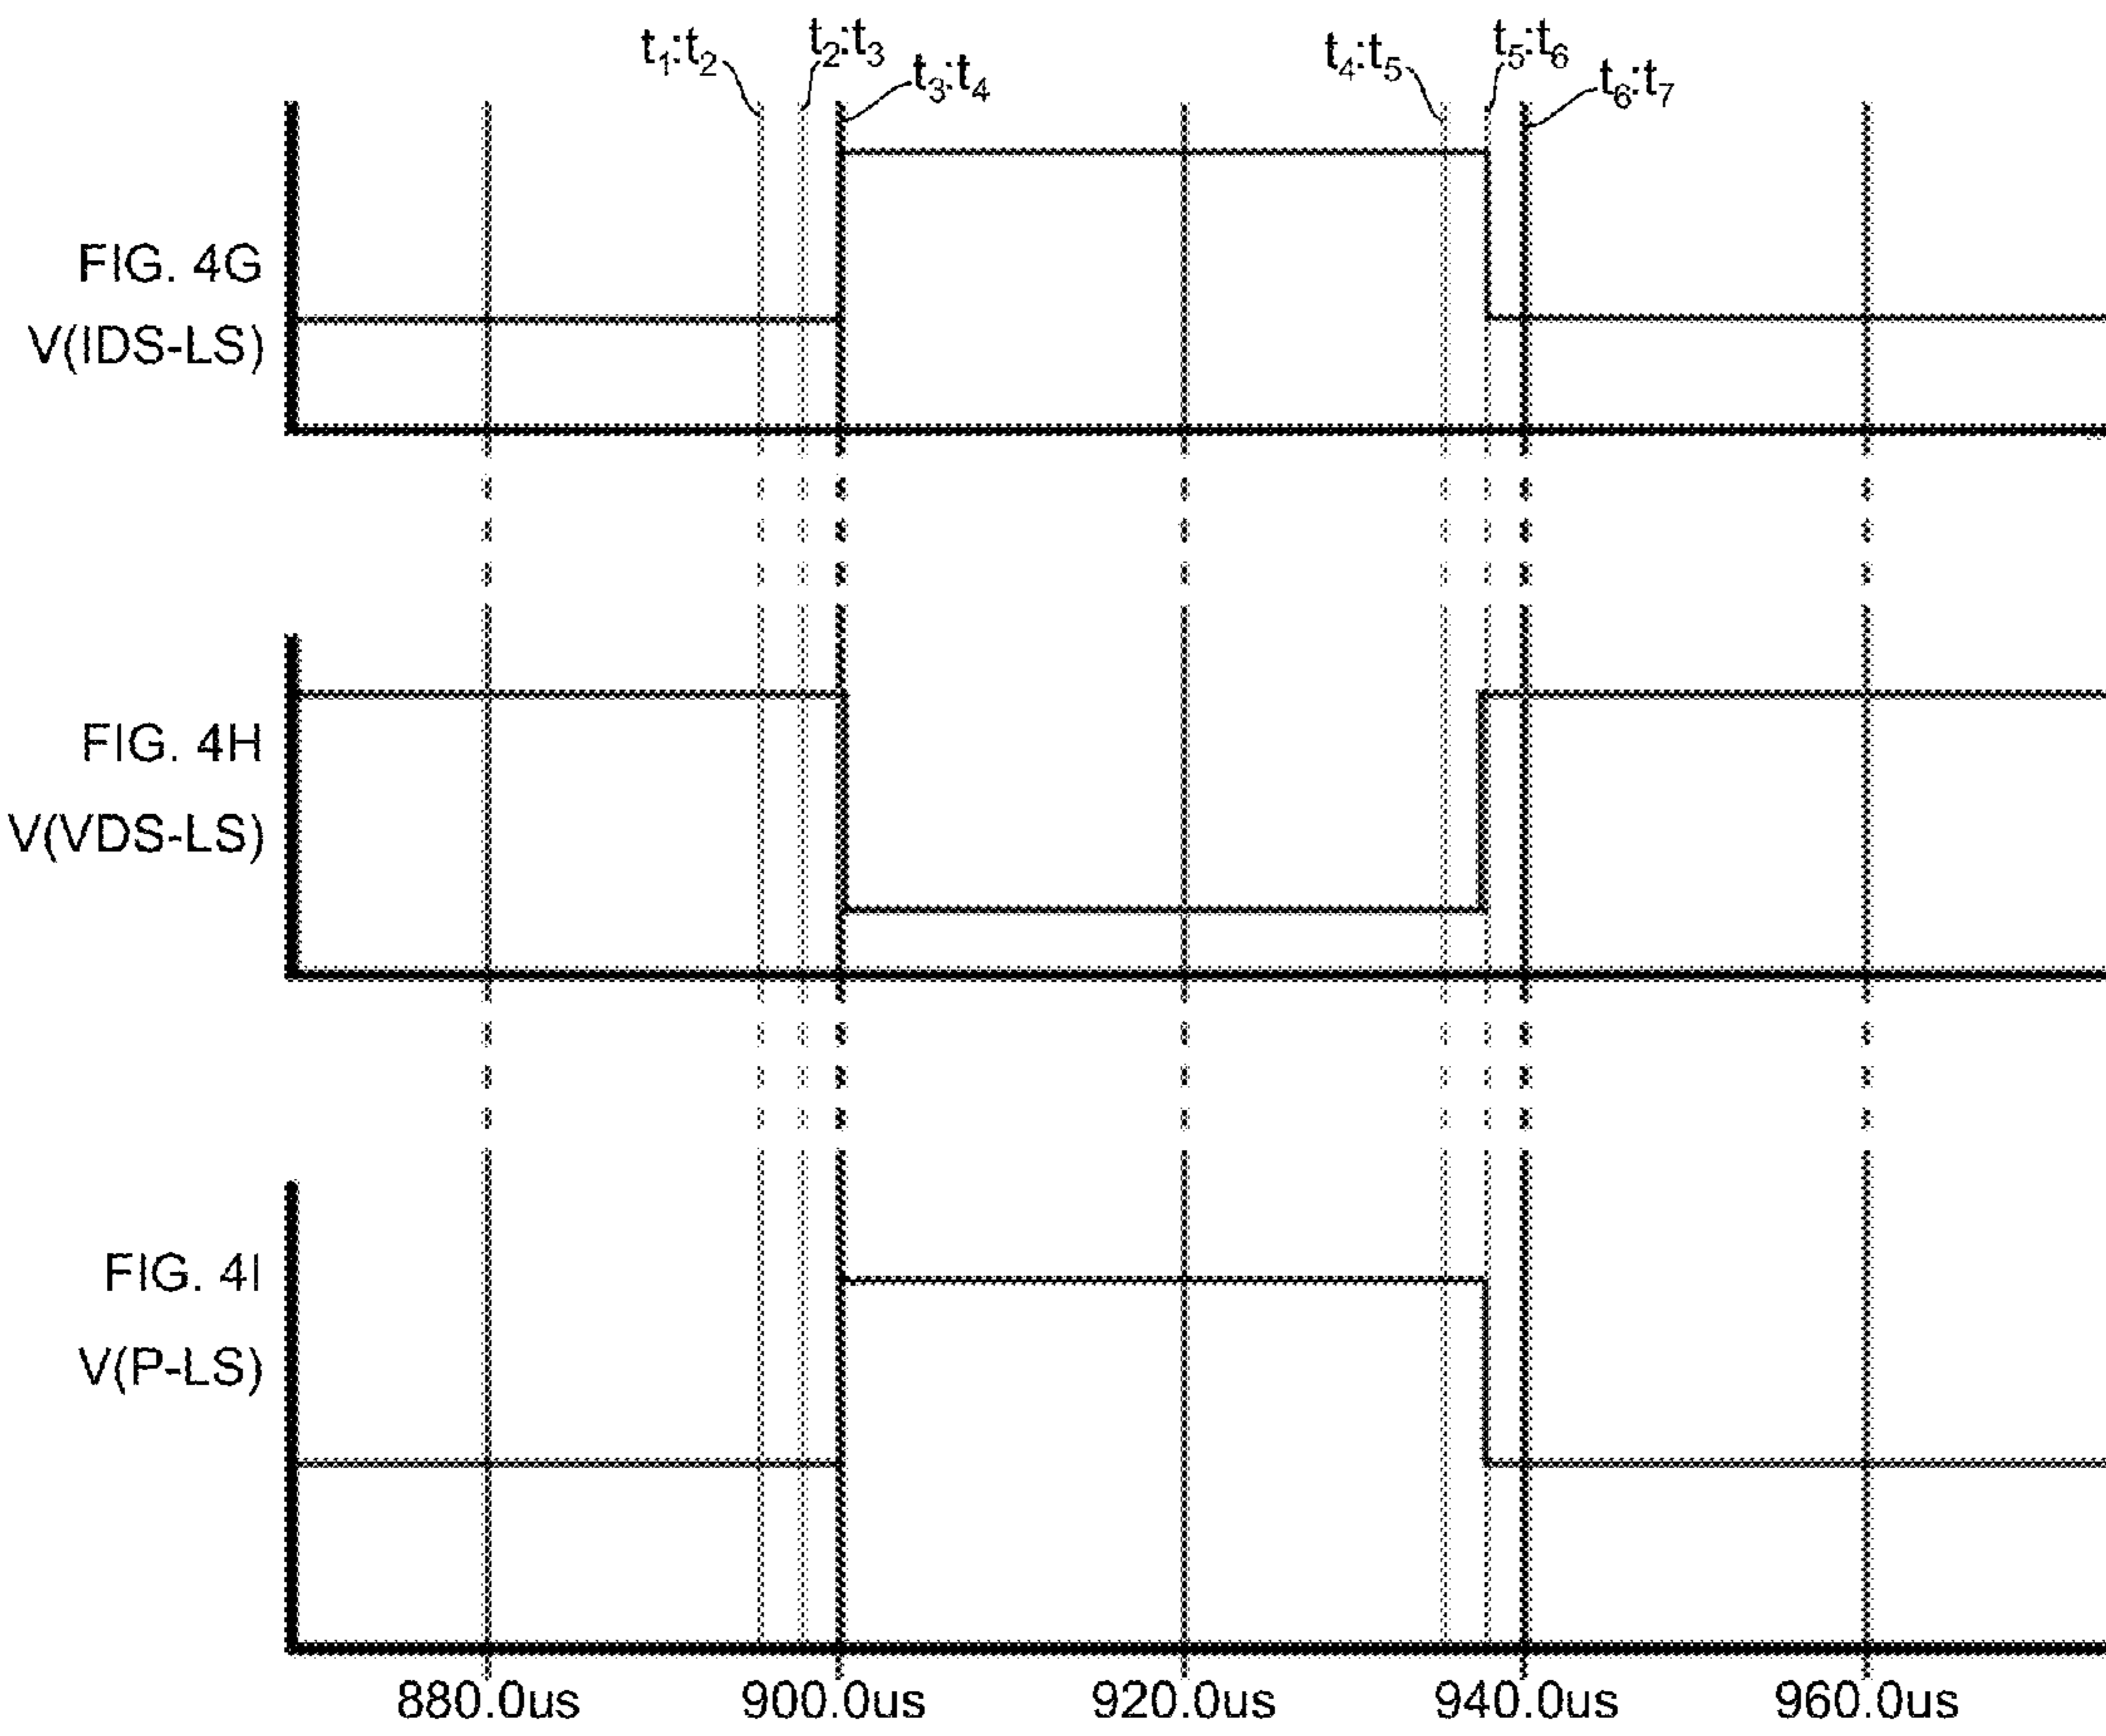 t₁:t₂ t₂:t₃ t₃:t₄ t₄:t₅ t₅:t₆ t₆:t₇
FIG. 4G
V(IDS-LS)
FIG. 4H
V(VDS-LS)
FIG. 4I
V(P-LS)
880.0us 900.0us 920.0us 940.0us 960.0us